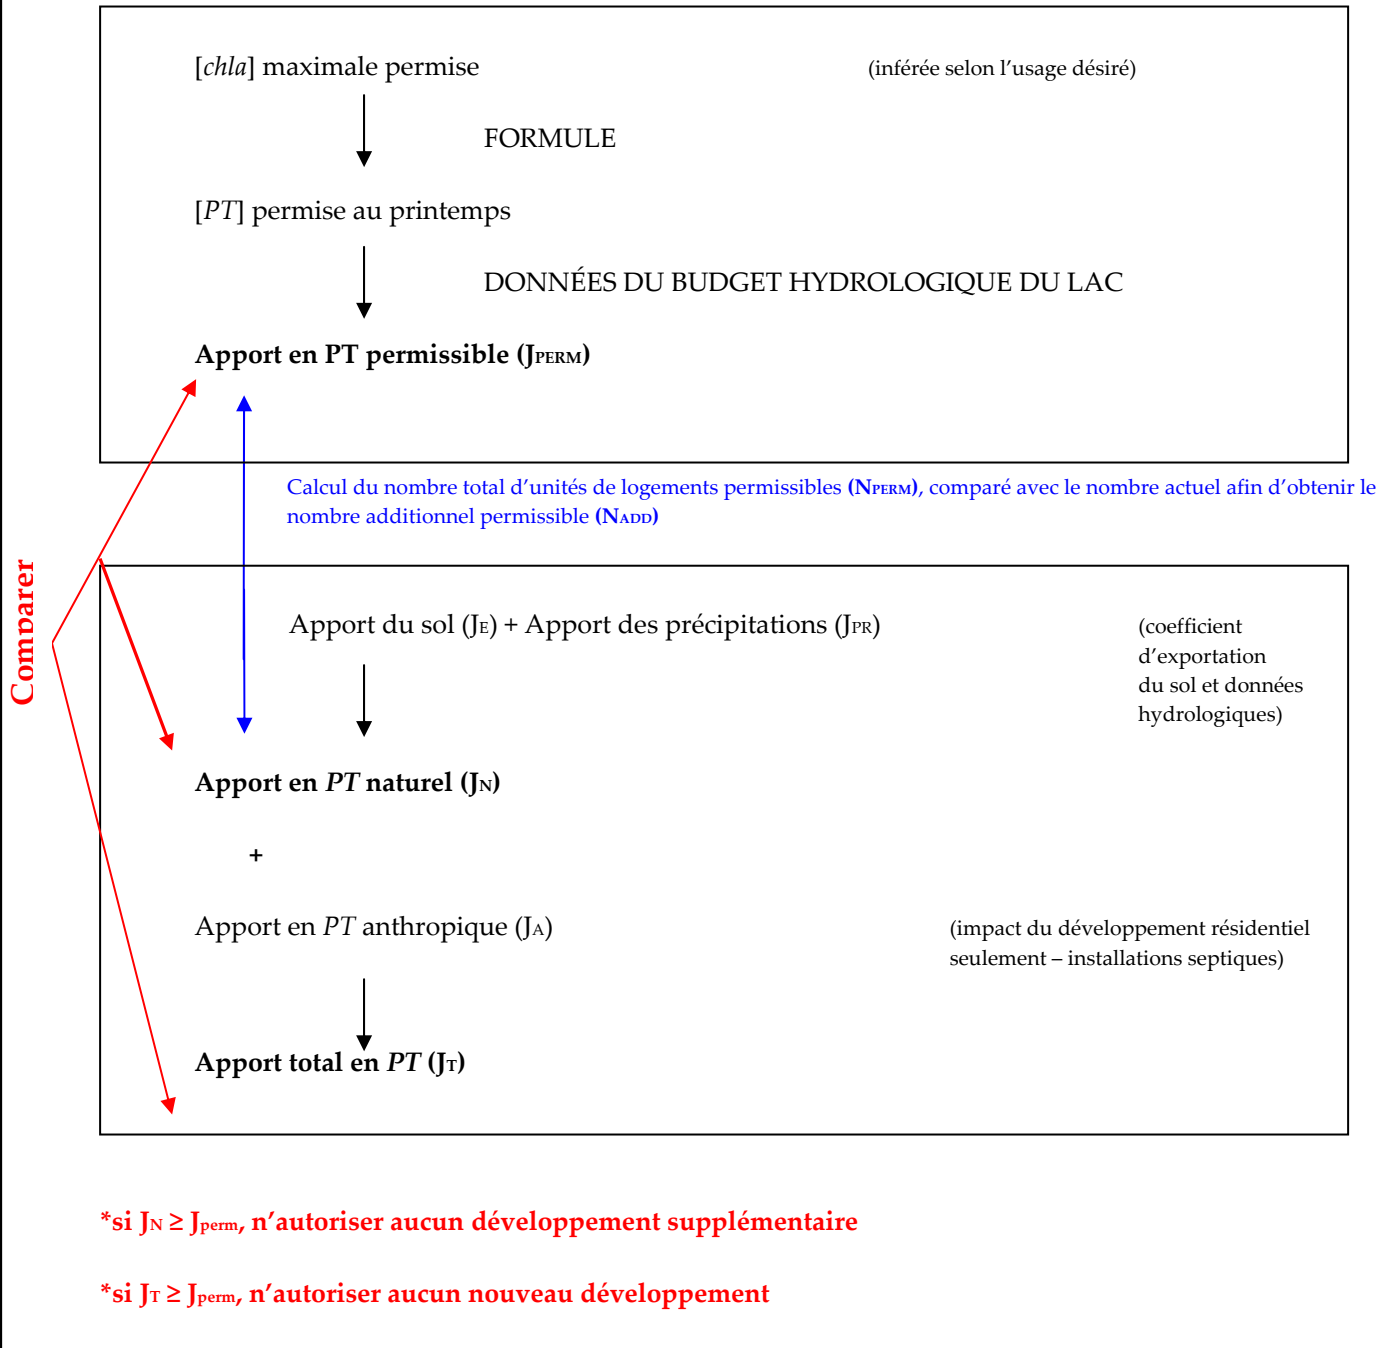 [chla] maximale permise (inférée selon l'usage désiré)
FORMULE
[PT] permise au printemps
DONNÉES DU BUDGET HYDROLOGIQUE DU LAC
Apport en PT permissible (JPERM)
Calcul du nombre total d'unités de logements permissibles (NPERM), comparé avec le nombre actuel afin d'obtenir le
nombre additionnel permissible (NADD)
Comparer
Apport du sol (JE) + Apport des précipitations (JPR)
(coefficient
d'exportation
du sol et données
hydrologiques)
Apport en PT naturel (JN)
+
Apport en PT anthropique (JA)
(impact du développement résidentiel
seulement – installations septiques)
Apport total en PT (JT)
*si JN ≥ Jperm, n'autoriser aucun développement supplémentaire
*si JT ≥ Jperm, n'autoriser aucun nouveau développement